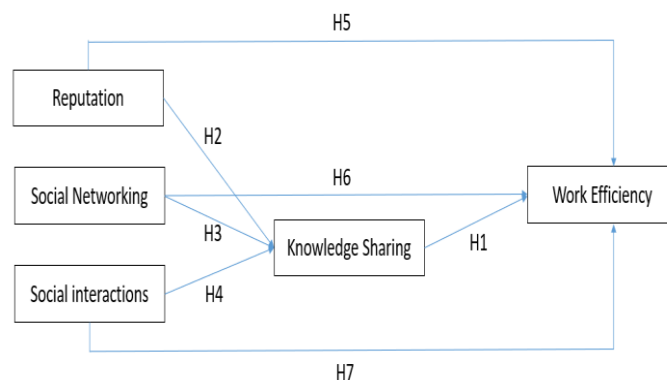 H5
Reputation
H2
Social Networking
H6
Work Efficiency
H3
Knowledge Sharing
H1
Social interactions
H4
H7